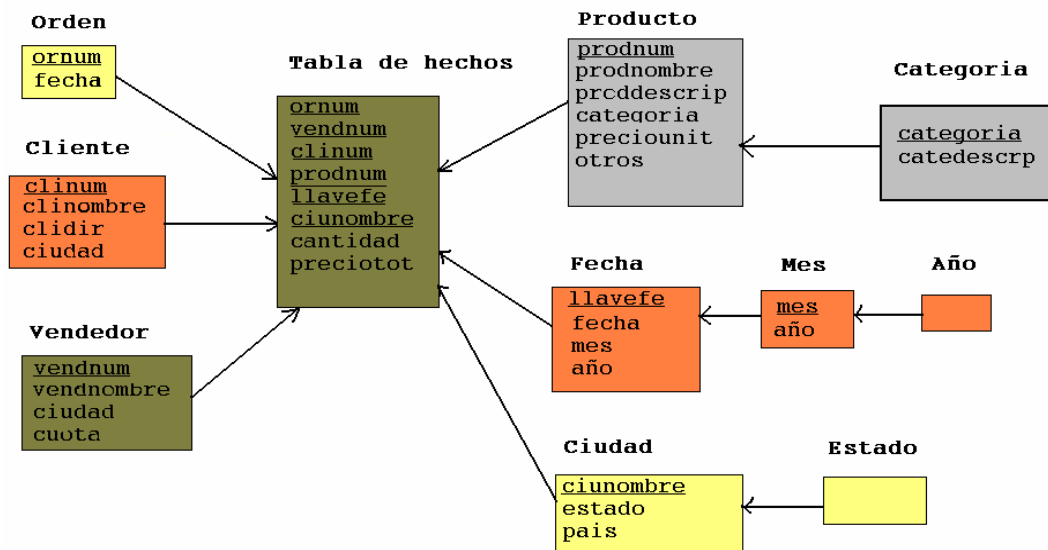 Orden
ornum
fecha
Cliente
clinum
clinombre
clidir
ciudad
Vendedor
vendnum
vendnombre
ciudad
cuota
Tabla de hechos
ornum
vendnum
clinum
prodnum
llavefe
ciunombre
cantidad
preciotot
Producto
prodnum
prodnombre
proddescrip
categoria
preciounit
otros
Categoria
categoria
catedescrp
Fecha
llavefe
fecha
mes
año
Mes
mes
año
Año
Ciudad
ciunombre
estado
pais
Estado